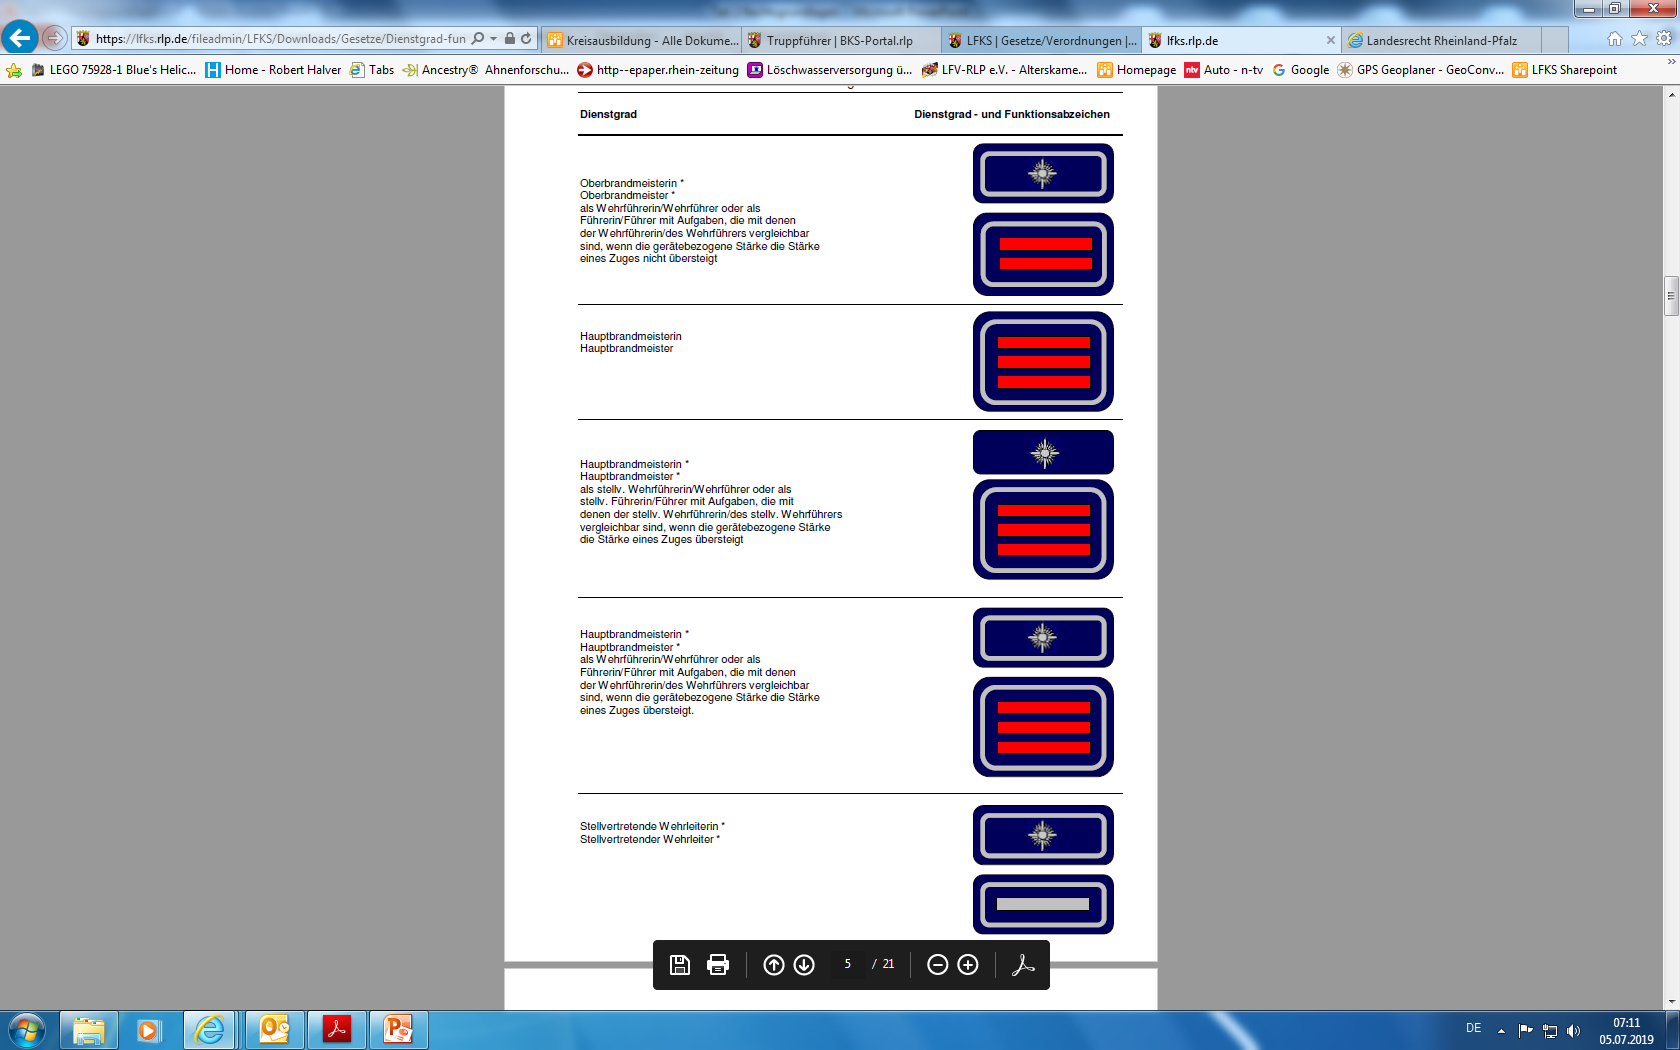 https://lfks.rlp.de/fileadmin/LFKS/Downloads/Gesetze/Dienstgrad-fun
Kreisausbildung - Alle Dokume...
Truppführer | BKS-Portal.rlp
LFKS | Gesetze/Verordnungen |...
lfks.rlp.de
Landesrecht Rheinland-Pfalz
LEGO 75928-1 Blue's Helic...
Home - Robert Halver
Tabs
Ancestry® Ahnenforschu...
http--epaper.rhein-zeitung
Löschwasserversorgung ü...
LFV-RLP e.V. - Alterskame...
Homepage
Auto - n-tv
Google
GPS Geoplaner - GeoConv...
LFKS Sharepoint
Dienstgrad
Dienstgrad - und Funktionsabzeichen
Oberbrandmeisterin *
Oberbrandmeister *
als Wehrführerin/Wehrführer oder als
Führerin/Führer mit Aufgaben, die mit denen
der Wehrführerin/des Wehrführers vergleichbar
sind, wenn die gerätebezogene Stärke die Stärke
eines Zuges nicht übersteigt
Hauptbrandmeisterin
Hauptbrandmeister
Hauptbrandmeisterin *
Hauptbrandmeister *
als stellv. Wehrführerin/Wehrführer oder als
stellv. Führerin/Führer mit Aufgaben, die mit
denen der stellv. Wehrführerin/des stellv. Wehrführers
vergleichbar sind, wenn die gerätebezogene Stärke
die Stärke eines Zuges übersteigt
Hauptbrandmeisterin *
Hauptbrandmeister *
als Wehrführerin/Wehrführer oder als
Führerin/Führer mit Aufgaben, die mit denen
der Wehrführerin/des Wehrführers vergleichbar
sind, wenn die gerätebezogene Stärke die Stärke
eines Zuges übersteigt.
Stellvertretende Wehrleiterin *
Stellvertretender Wehrleiter *
5 / 21
DE
07:11
05.07.2019